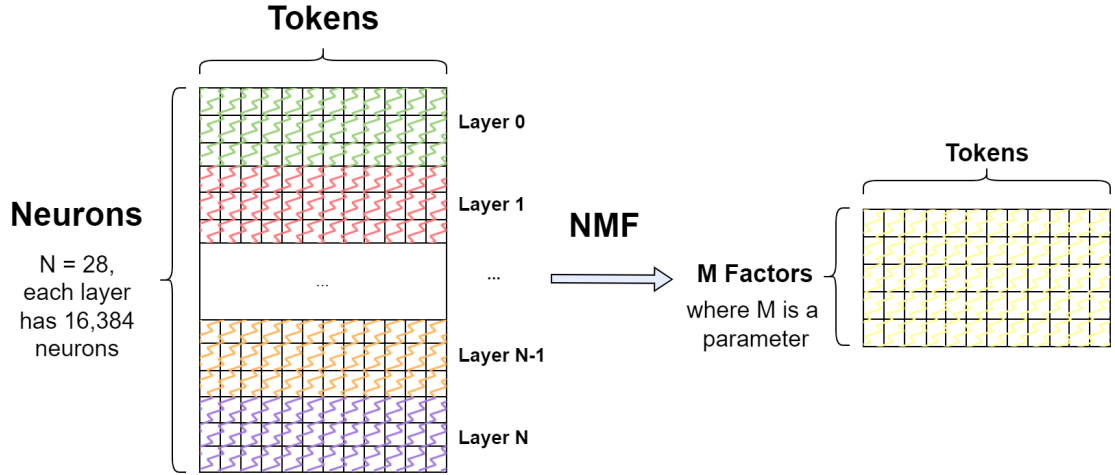 Tokens
Layer 0
Layer 1
Neurons
N = 28,
each layer
has 16,384
neurons
...
...
Layer N-1
Layer N
NMF
Tokens
M Factors
where M is a
parameter